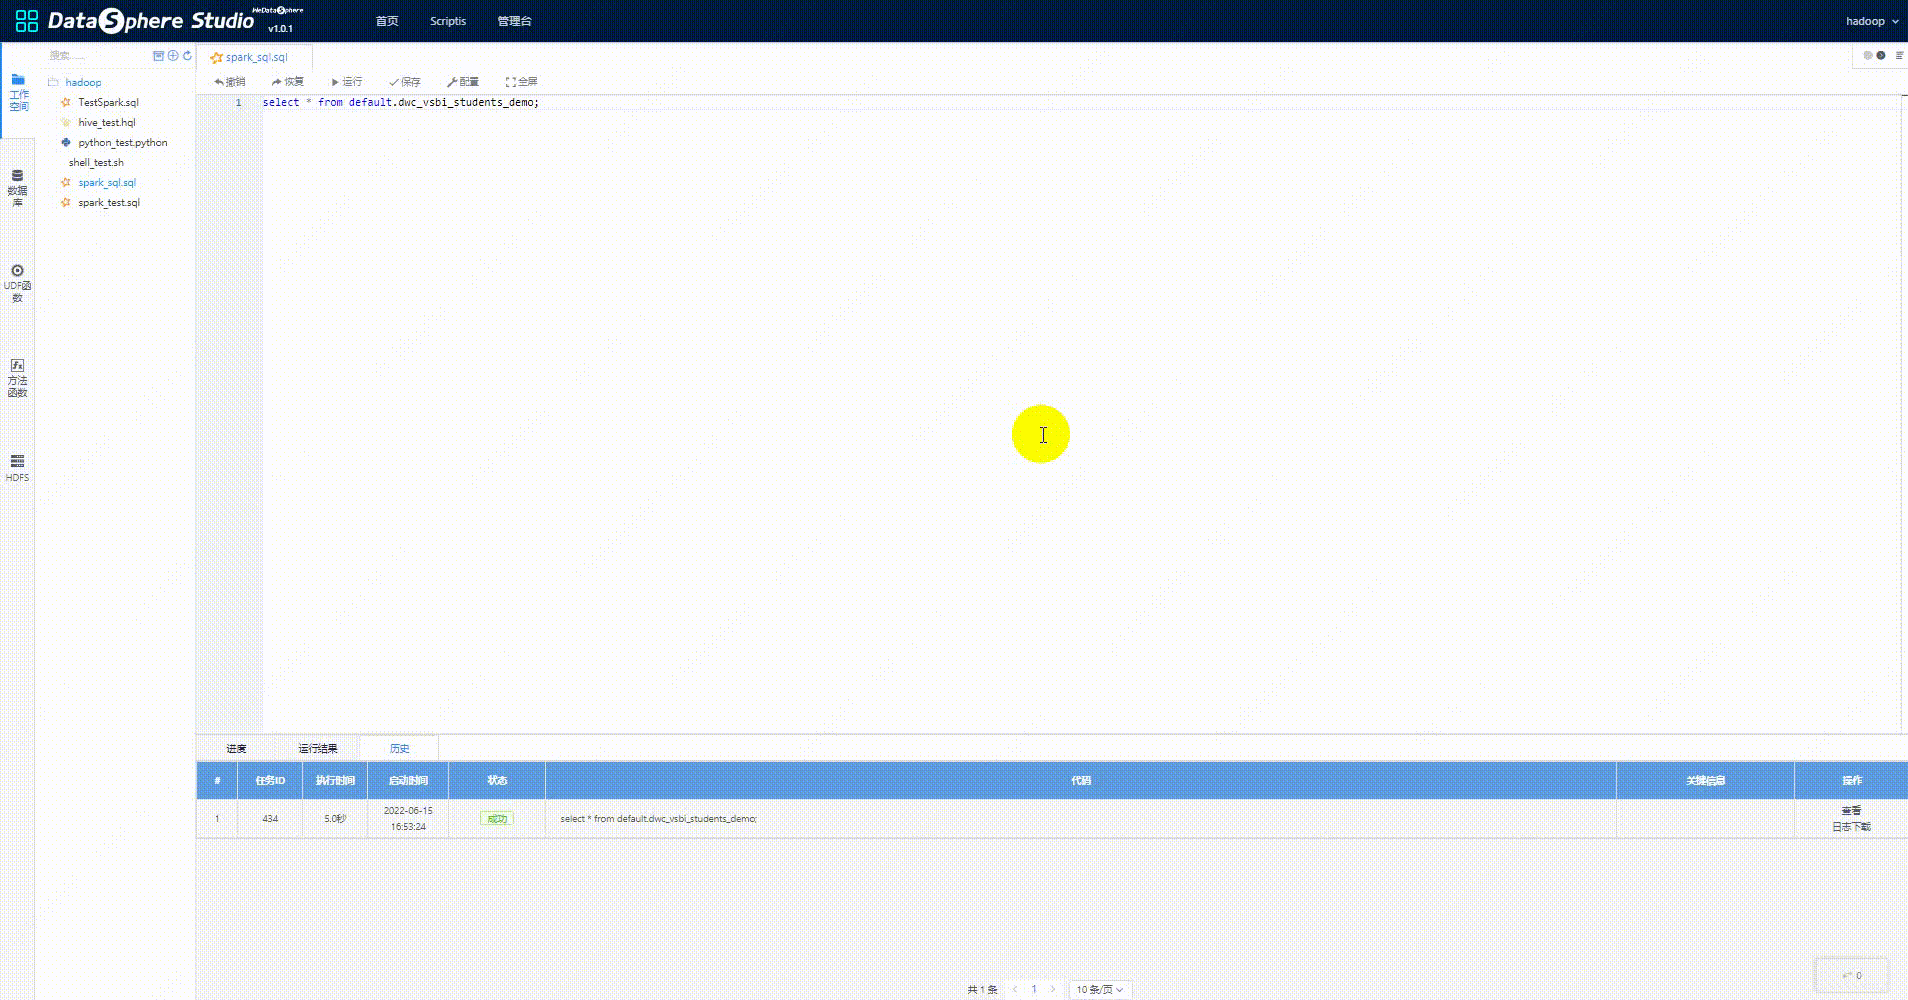 DataSphere Studio
WeDataSphere
v1.0.1
首页
Scriptis
管理台
hadoop
工作
空间
数据
库
UDF函
数
方法
函数
HDFS
搜索......
hadoop
TestSpark.sql
hive_test.hql
python_test.python
shell_test.sh
spark_sql.sql
spark_test.sql
spark_sql.sql
撤销 恢复 运行 保存 配置 全屏
1 select * from default.dwc_vsbi_students_demo;
进度 运行结果 历史
# 任务ID 执行时间 启动时间 状态 代码 关键信息 操作
1 434 5.0秒 2022-06-15
16:53:24 成功 select * from default.dwc_vsbi_students_demo; 查看
日志下载
共 1 条 < 1 > 10 条/页
0